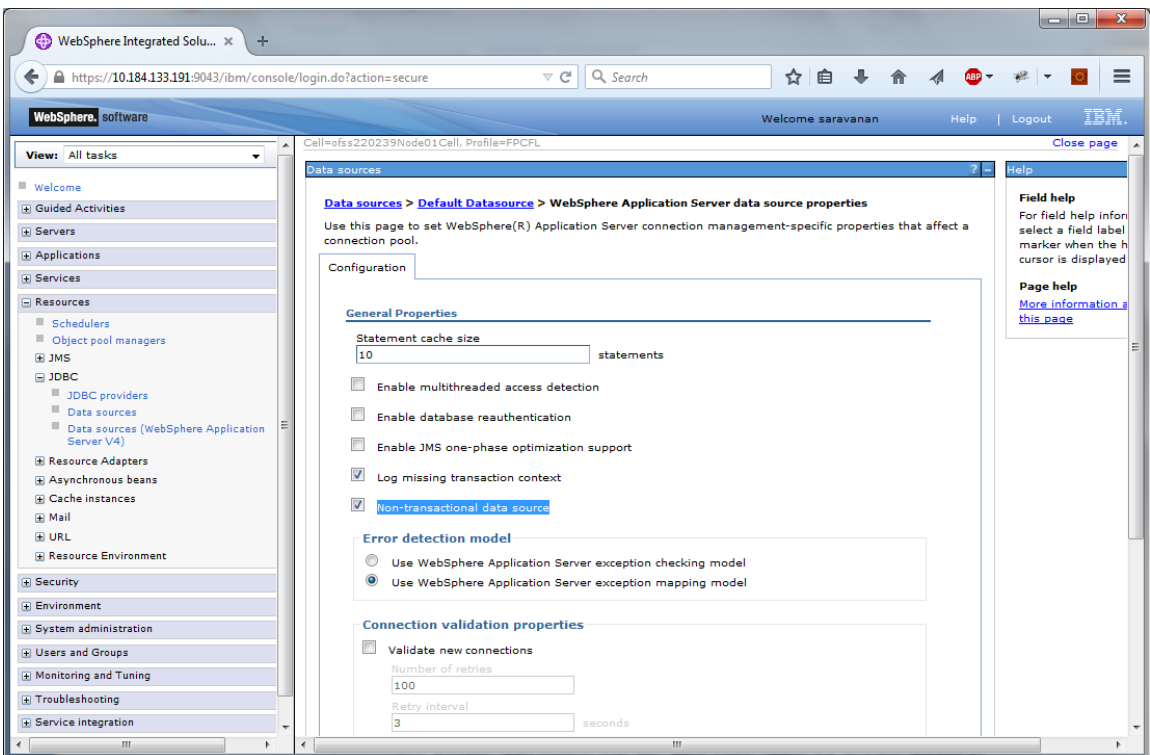 WebSphere Integrated Solu...
https://10.184.133.191:9043/ibm/console/login.do?action=secure
Search
ABP
WebSphere. software
Welcome saravanan
Help | Logout
IBM.
View: All tasks
Welcome
Guided Activities
Servers
Applications
Services
Resources
Schedulers
Object pool managers
JMS
JDBC
JDBC providers
Data sources
Data sources (WebSphere Application
Server V4)
Resource Adapters
Asynchronous beans
Cache instances
Mail
URL
Resource Environment
Security
Environment
System administration
Users and Groups
Monitoring and Tuning
Troubleshooting
Service integration
Cell=ofss220239Node01Cell, Profile=FPCFL
Close page
Data sources
Data sources > Default Datasource > WebSphere Application Server data source properties
Use this page to set WebSphere(R) Application Server connection management-specific properties that affect a
connection pool.
Configuration
General Properties
Statement cache size
10 statements
Enable multithreaded access detection
Enable database reauthentication
Enable JMS one-phase optimization support
Log missing transaction context
Non-transactional data source
Error detection model
Use WebSphere Application Server exception checking model
Use WebSphere Application Server exception mapping model
Connection validation properties
Validate new connections
Number of retries
100
Retry interval
3 seconds
Help
Field help
For field help infor
select a field label
marker when the h
cursor is displayed
Page help
More information a
this page